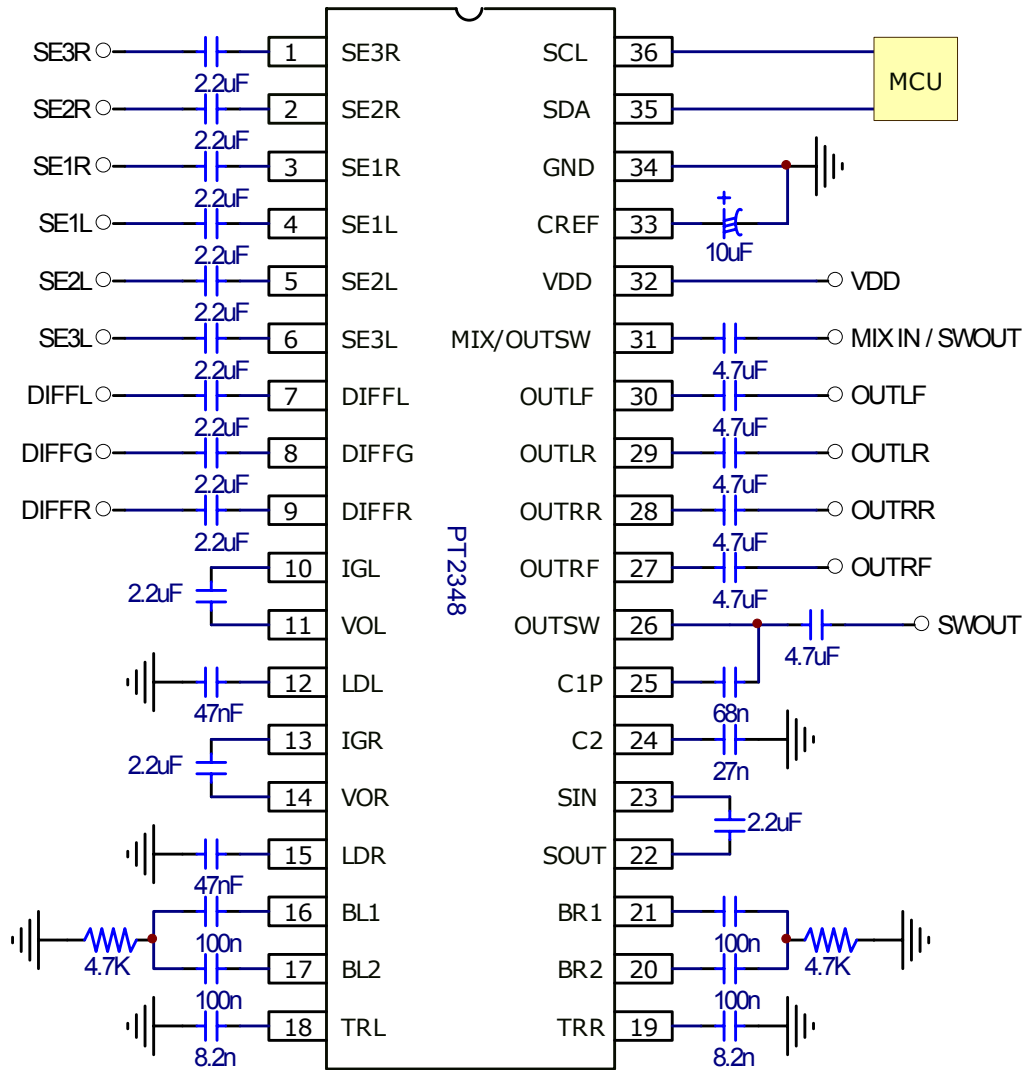 SE3R 2.2uF 1 SE3R SCL 36 MCU
SE2R 2.2uF 2 SE2R SDA 35
SE1R 2.2uF 3 SE1R GND 34
SE1L 2.2uF 4 SE1L CREF 33 + 10uF
SE2L 2.2uF 5 SE2L VDD 32 VDD
SE3L 2.2uF 6 SE3L MIX/OUTSW 31 4.7uF MIX IN / SWOUT
DIFFL 2.2uF 7 DIFFL OUTLF 30 4.7uF OUTLF
DIFFG 2.2uF 8 DIFFG OUTLR 29 4.7uF OUTLR
DIFFR 2.2uF 9 DIFFR OUTRR 28 4.7uF OUTRR
PT2348
2.2uF 10 IGL OUTRF 27 4.7uF OUTRF
11 VOL OUTSW 26 4.7uF SWOUT
47nF 12 LDL C1P 25 68n
2.2uF 13 IGR C2 24 27n
14 VOR SIN 23 2.2uF
47nF 15 LDR SOUT 22
4.7K 100n 16 BL1 BR1 21 100n 4.7K
100n 17 BL2 BR2 20 100n
8.2n 18 TRL TRR 19 8.2n